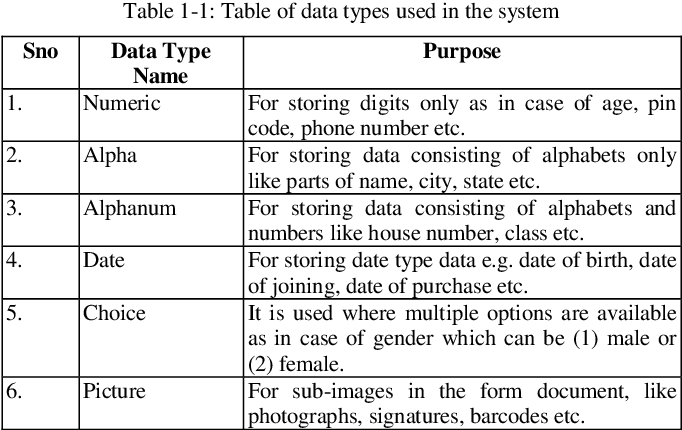 Table 1-1: Table of data types used in the system
Sno Data Type Name Purpose
1. Numeric For storing digits only as in case of age, pin
code, phone number etc.
2. Alpha For storing data consisting of alphabets only
like parts of name, city, state etc.
3. Alphanum For storing data consisting of alphabets and
numbers like house number, class etc.
4. Date For storing date type data e.g. date of birth, date
of joining, date of purchase etc.
5. Choice It is used where multiple options are available
as in case of gender which can be (1) male or
(2) female.
6. Picture For sub-images in the form document, like
photographs, signatures, barcodes etc.